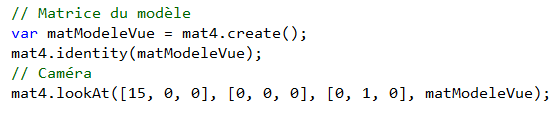 // Matrice du modèle
var matModeleVue = mat4.create();
mat4.identity(matModeleVue);
// Caméra
mat4.lookAt([15, 0, 0], [0, 0, 0], [0, 1, 0], matModeleVue);